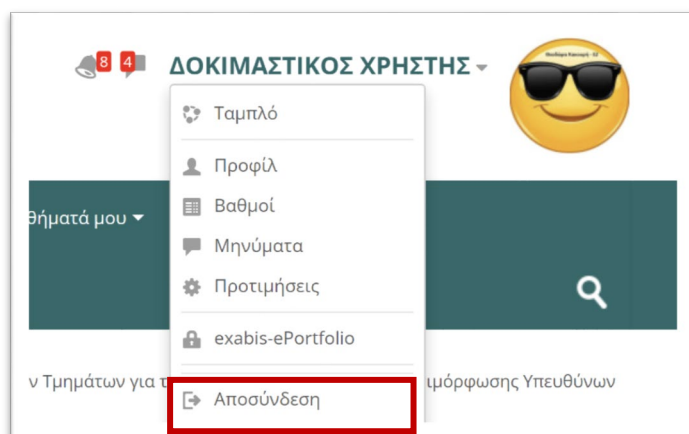 8 4 ΔΟΚΙΜΑΣΤΙΚΟΣ ΧΡΗΣΤΗΣ
Ταμπλό
Προφίλ
Βαθμοί
θήματά μου
Μηνύματα
Προτιμήσεις
exabis-ePortfolio
ν Τμημάτων για τ ιμόρφωσης Υπευθύνων
Αποσύνδεση